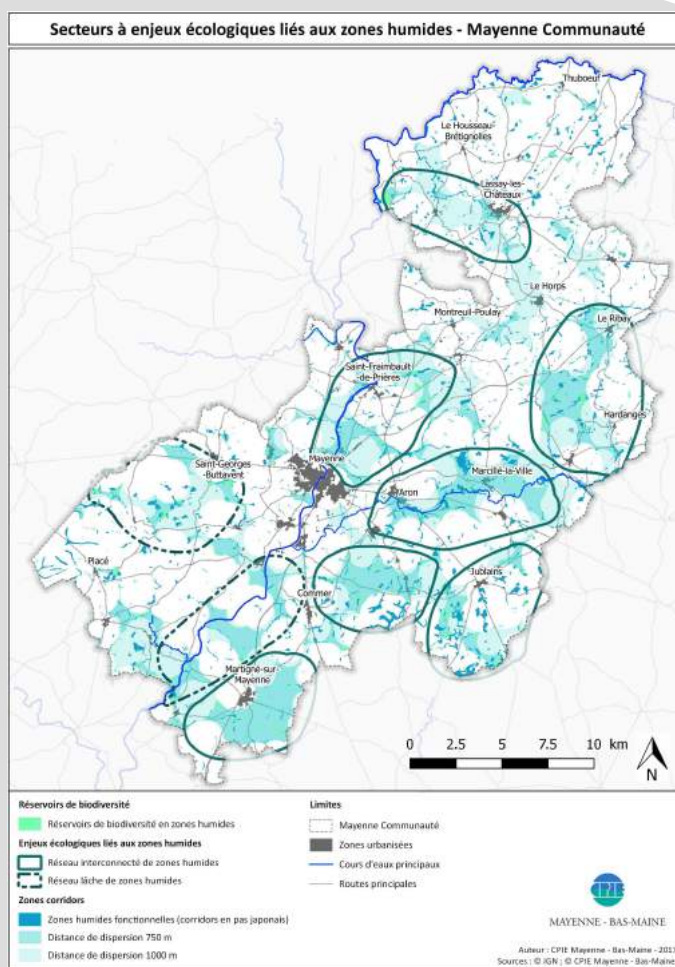 Secteurs à enjeux écologiques liés aux zones humides - Mayenne Communauté
Thuboeuf
Le Housseau-
Brétignolles
Lassay-les-
Châteaux
Le Horps
Montreuil-Poulay
Le Ribay
Saint-Fraimbault
-de-Prières
Hardanges
Mayenne
Saint-Georges-
Buttavent
Marcillé-la-Ville
Aron
Placé
Jublains
Commer
Martigné-sur-
Mayenne
0 2.5 5 7.5 10 km
N
Réservoirs de biodiversité
Réservoirs de biodiversité en zones humides
Enjeux écologiques liés aux zones humides
Réseau interconnecté de zones humides
Réseau lâche de zones humides
Zones corridors
Zones humides fonctionnelles (corridors en pas japonais)
Distance de dispersion 750 m
Distance de dispersion 1000 m
Limites
Mayenne Communauté
Zones urbanisées
Cours d'eaux principaux
Routes principales
CPIE
MAYENNE - BAS-MAINE
Auteur : CPIE Mayenne - Bas-Maine -
Sources : © IGN ; © CPIE Mayenne - Bas-Maine